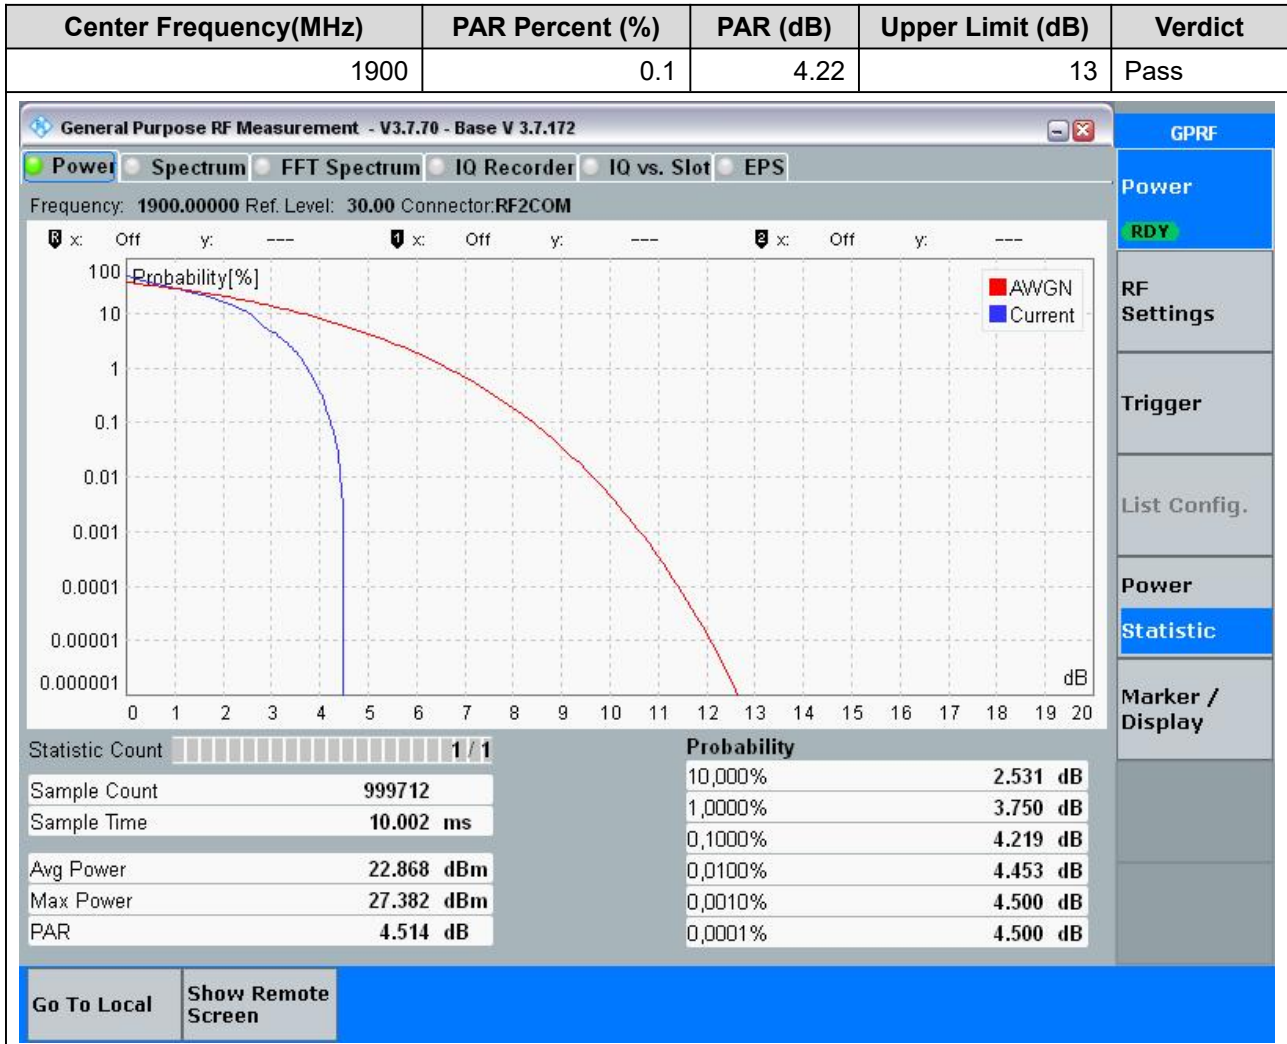 Center Frequency(MHz) PAR Percent (%) PAR (dB) Upper Limit (dB) Verdict
1900 0.1 4.22 13 Pass
General Purpose RF Measurement - V3.7.70 - Base V 3.7.172
GPRF
Power Spectrum FFT Spectrum IQ Recorder IQ vs. Slot EPS
Frequency: 1900.00000 Ref. Level: 30.00 Connector:RF2COM
R x: Off y: --- 1 x: Off y: --- 2 x: Off y: ---
Probability[%]
AWGN
Current
100
10
1
0.1
0.01
0.001
0.0001
0.00001
0.000001
dB
0 1 2 3 4 5 6 7 8 9 10 11 12 13 14 15 16 17 18 19 20
Statistic Count 1 / 1
Sample Count 999712
Sample Time 10.002 ms
Avg Power 22.868 dBm
Max Power 27.382 dBm
PAR 4.514 dB
Probability
10,000% 2.531 dB
1,0000% 3.750 dB
0,1000% 4.219 dB
0,0100% 4.453 dB
0,0010% 4.500 dB
0,0001% 4.500 dB
Power
RDY
RF
Settings
Trigger
List Config.
Power
Statistic
Marker /
Display
Go To Local
Show Remote
Screen